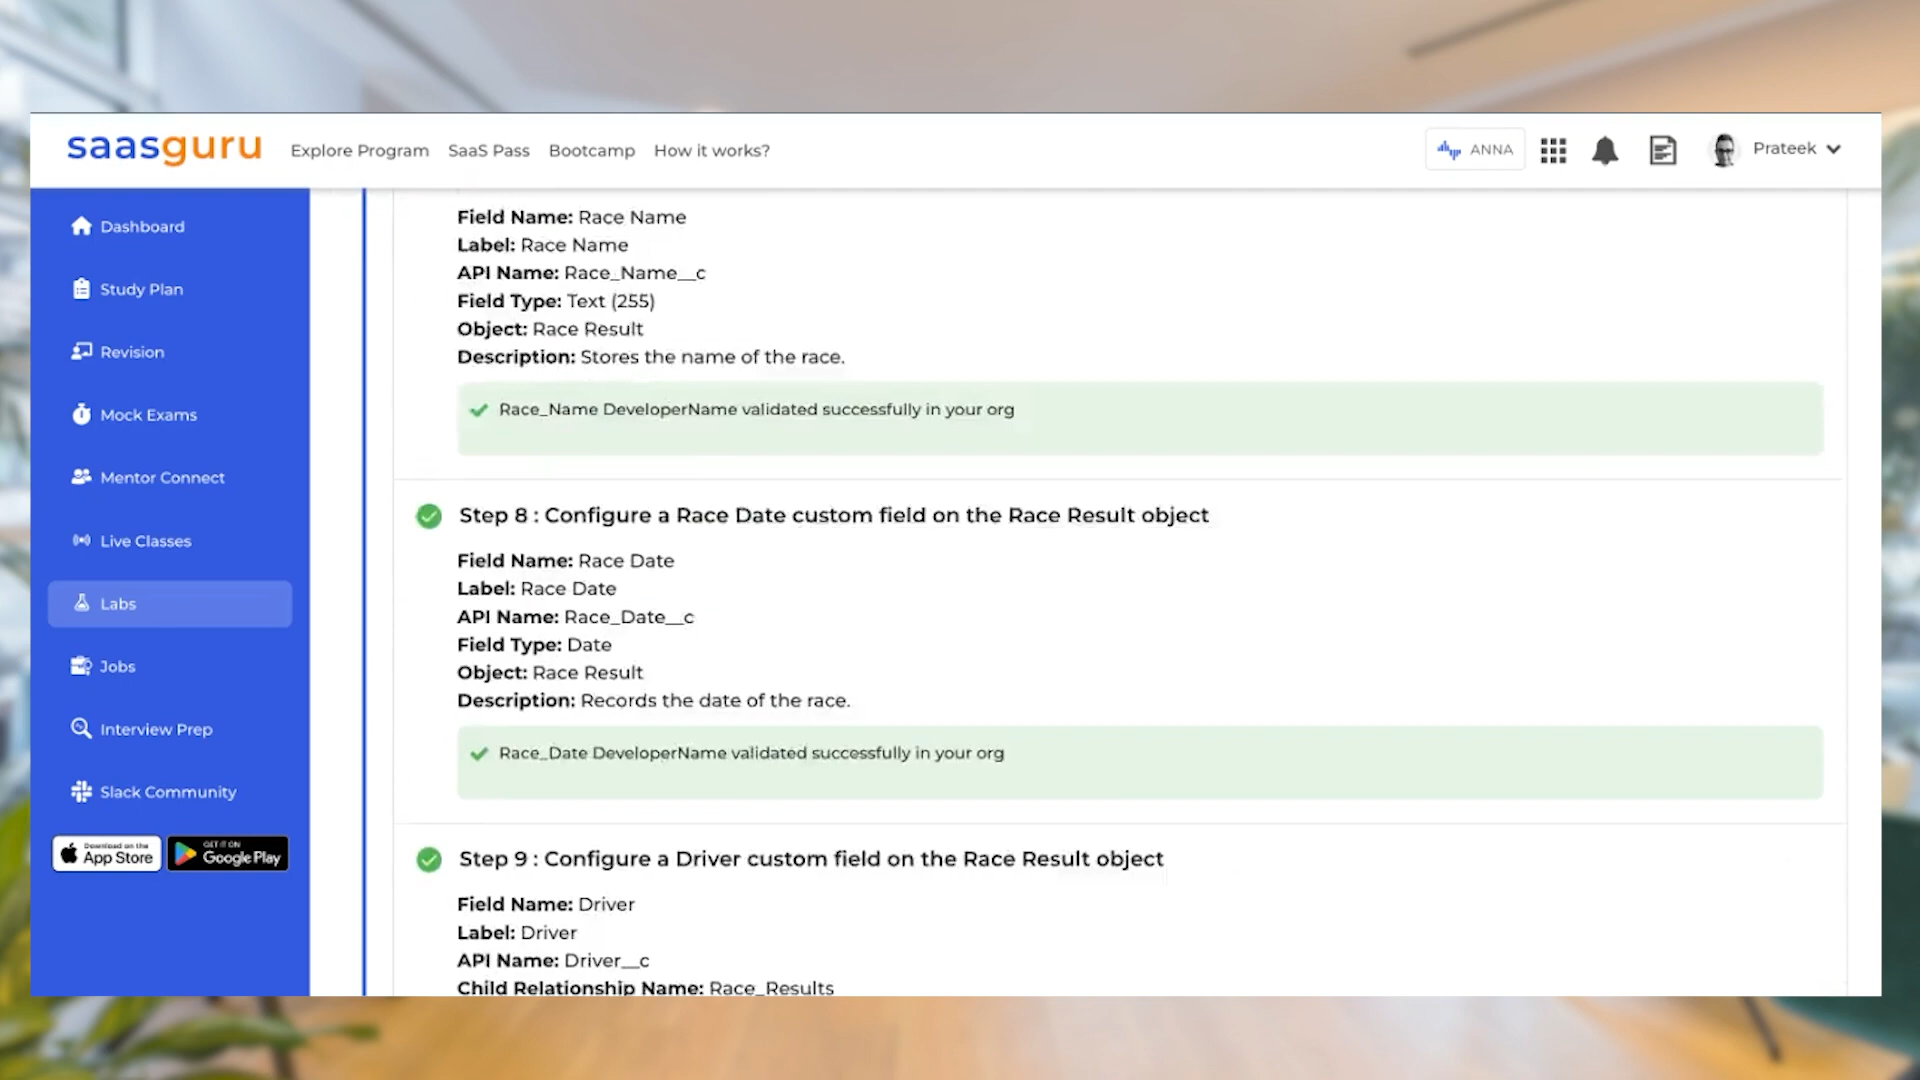 saasguru
Explore Program SaaS Pass Bootcamp How it works?
ANNA
Prateek
Dashboard
Study Plan
Revision
Mock Exams
Mentor Connect
Live Classes
Labs
Jobs
Interview Prep
Slack Community
Download on the
App Store
GET IT ON
Google Play
Field Name: Race Name
Label: Race Name
API Name: Race_Name__c
Field Type: Text (255)
Object: Race Result
Description: Stores the name of the race.
Race_Name DeveloperName validated successfully in your org
Step 8 : Configure a Race Date custom field on the Race Result object
Field Name: Race Date
Label: Race Date
API Name: Race_Date__c
Field Type: Date
Object: Race Result
Description: Records the date of the race.
Race_Date DeveloperName validated successfully in your org
Step 9 : Configure a Driver custom field on the Race Result object
Field Name: Driver
Label: Driver
API Name: Driver__c
Child Relationship Name: Race_Results